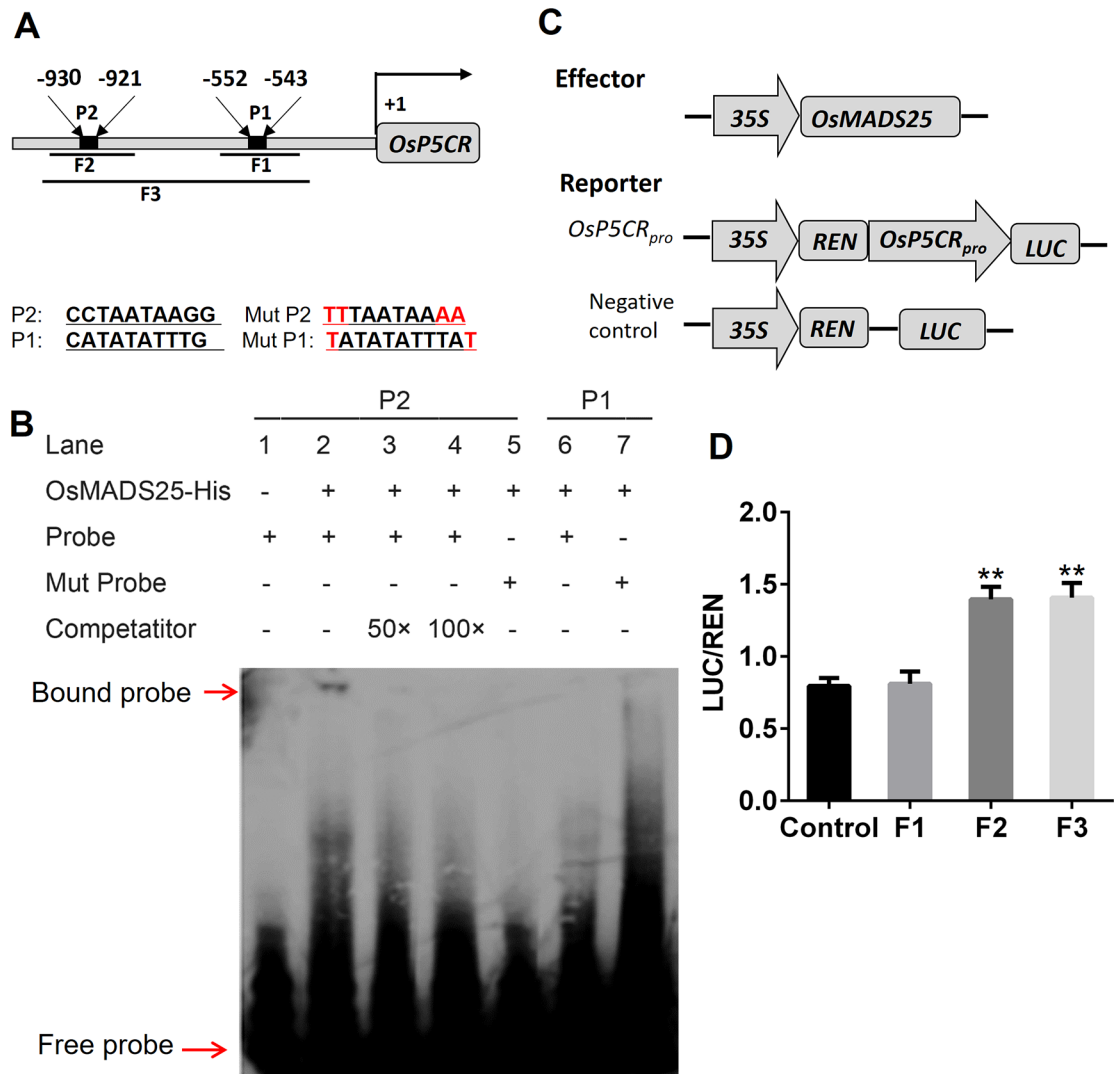 A
-930 -921 -552 -543
P2 P1 +1
OsP5CR
F2 F1
F3
P2: CCTAATAAGG Mut P2 TTTAATAAAA
P1: CATATATTTG Mut P1: TATATATTTAT
C
Effector
35S OsMADS25
Reporter
OsP5CRpro 35S REN OsP5CRpro LUC
Negative
control 35S REN LUC
B
P2 P1
Lane 1 2 3 4 5 6 7
OsMADS25-His - + + + + + +
Probe + + + + - + -
Mut Probe - - - - + - +
Competatitor - - 50× 100× - - -
Bound probe
Free probe
D
LUC/REN
2.0
1.5
1.0
0.5
0.0
** **
Control F1 F2 F3